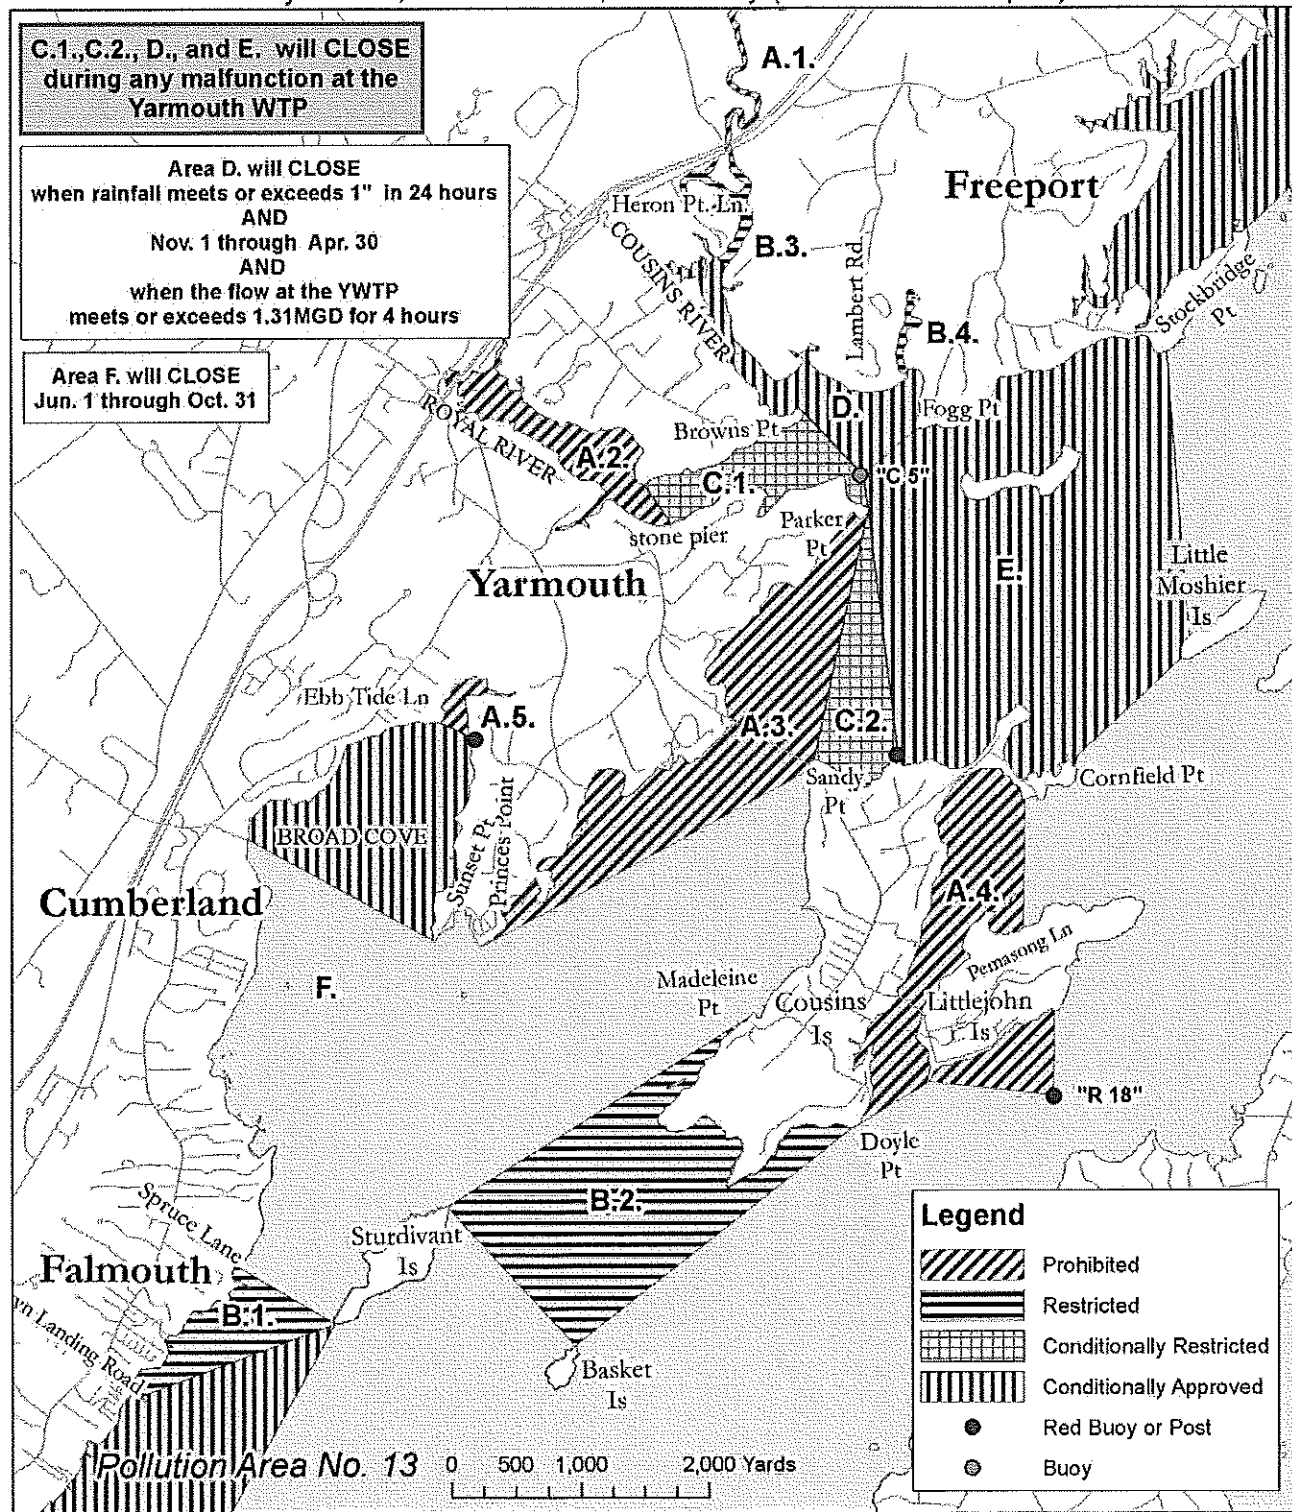 C.1.,C.2., D., and E. will CLOSE
during any malfunction at the
Yarmouth WTP
Area D. will CLOSE
when rainfall meets or exceeds 1" in 24 hours
AND
Nov. 1 through Apr. 30
AND
when the flow at the YWTP
meets or exceeds 1.31MGD for 4 hours
Area F. will CLOSE
Jun. 1 through Oct. 31
A.1.
Freeport
Heron Pt. Ln
COUSINS RIVER
B.3.
Lambert Rd
B.4.
Stockbridge
Pt
ROYAL RIVER
A.2.
Browns Pt
D.
Fogg Pt
C.1.
"C 5"
stone pier
Parker
Pt
Yarmouth
E.
Little
Moshier
Is
Ebb Tide Ln
A.5.
A.3.
C.2.
Sandy
Pt
Cornfield Pt
BROAD COVE
Sunset Pt
Princes Point
Cumberland
A.4.
Pemasong Ln
F.
Madeleine
Pt
Cousins
Is
Littlejohn
Is
"R 18"
Doyle
Pt
B.2.
Spruce Lane
Sturdivant
Is
Falmouth
B.1.
yn Landing Road
Basket
Is
Pollution Area No. 13
0 500 1,000 2,000 Yards
Legend
Prohibited
Restricted
Conditionally Restricted
Conditionally Approved
Red Buoy or Post
Buoy